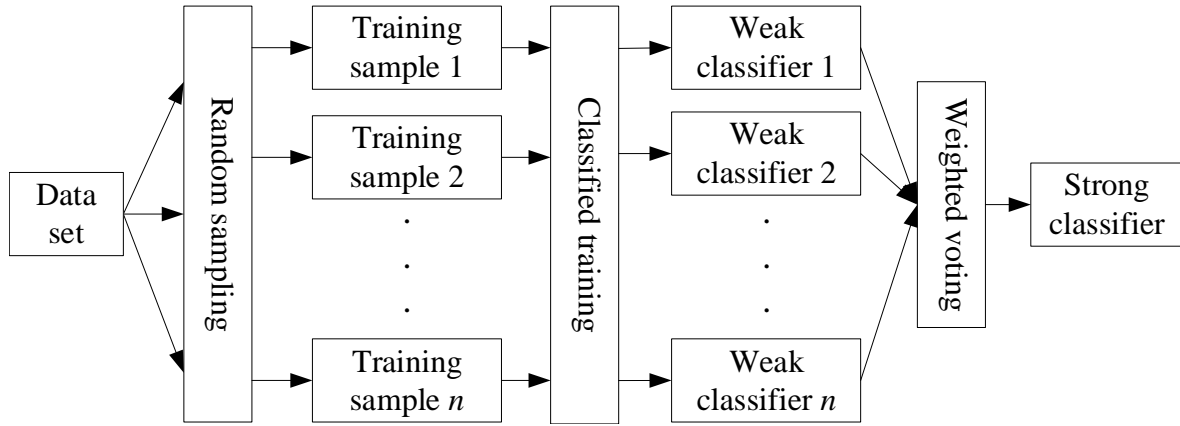 Data
set
Random sampling
Training
sample 1
Training
sample 2
.
.
.
Training
sample n
Classified training
Weak
classifier 1
Weak
classifier 2
.
.
.
Weak
classifier n
Weighted voting
Strong
classifier